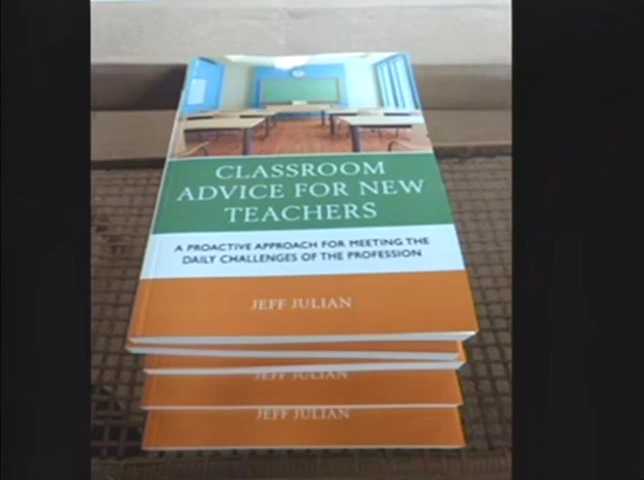 CLASSROOM
ADVICE FOR NEW
TEACHERS
A PROACTIVE APPROACH FOR MEETING THE
DAILY CHALLENGES OF THE PROFESSION
JEFF JULIAN
JEFF JULIAN
JEFF JULIAN